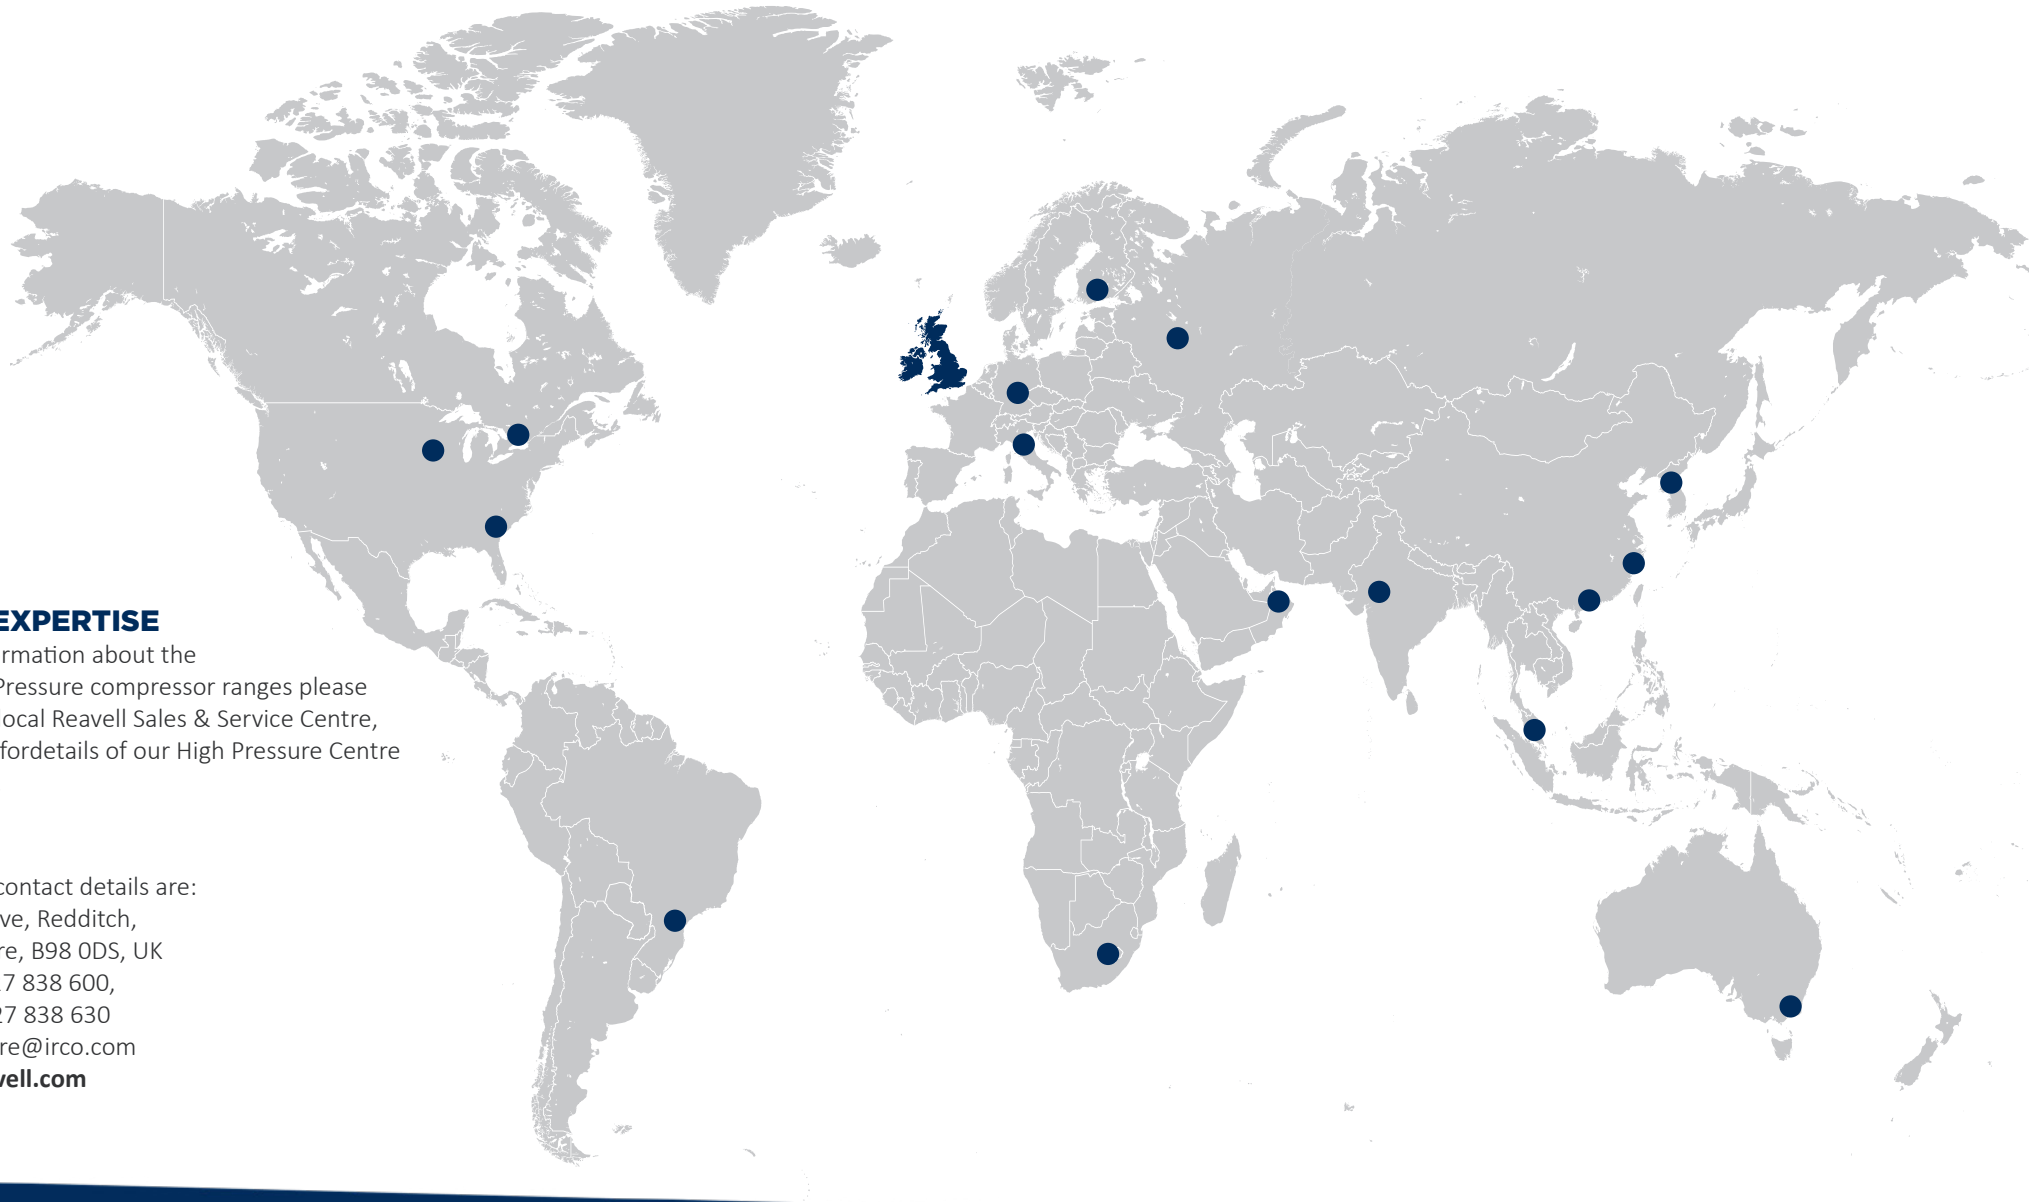 EXPERTISE
rmation about the
Pressure compressor ranges please
local Reavell Sales & Service Centre,
fordetails of our High Pressure Centre
contact details are:
ve, Redditch,
re, B98 0DS, UK
7 838 600,
27 838 630
re@irco.com
vell.com